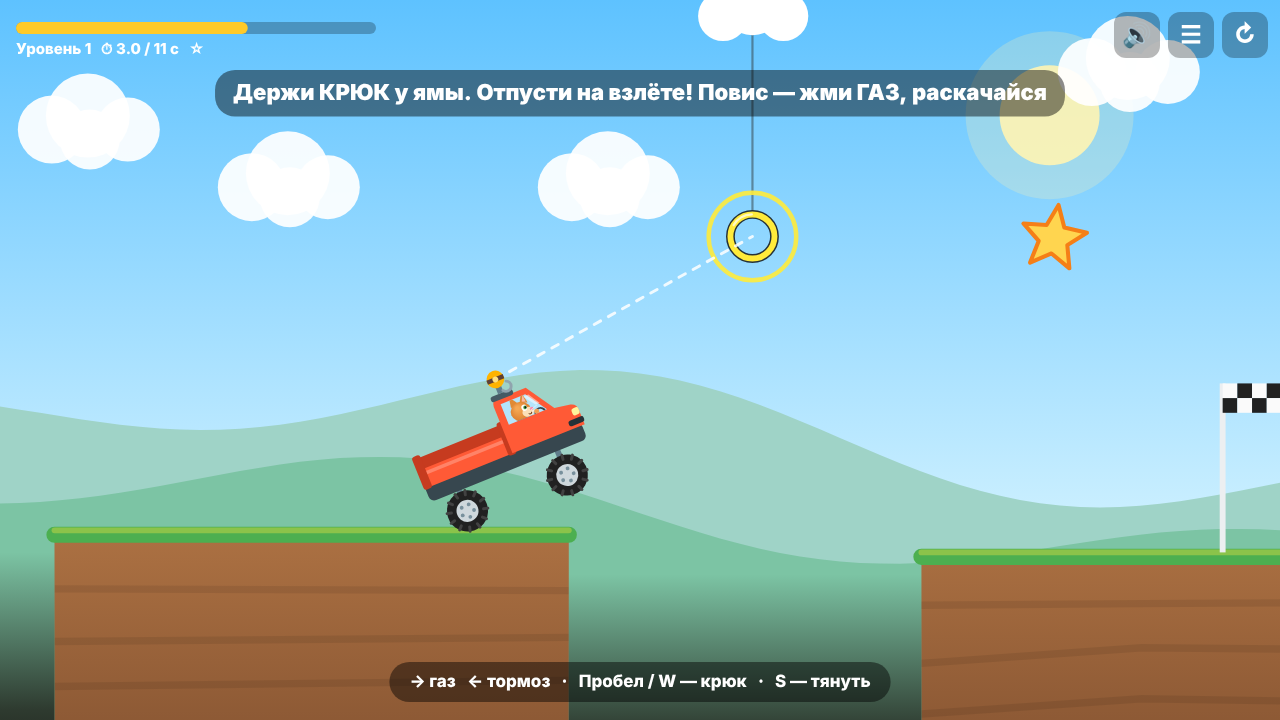 Уровень 1 ⏱ 3.0 / 11 с ☆
Держи КРЮК у ямы. Отпусти на взлёте! Повис — жми ГАЗ, раскачайся
→ газ ← тормоз · Пробел / W — крюк · S — тянуть